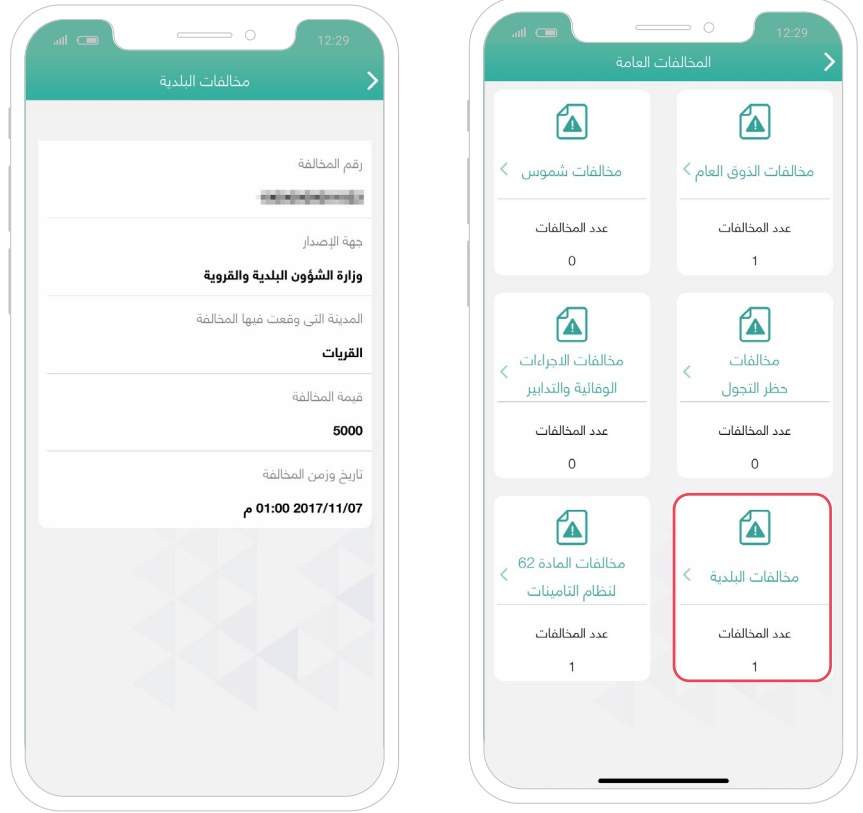 12:29
المخالفات العامة
مخالفات الذوق العام
عدد المخالفات
1
مخالفات شموس
عدد المخالفات
0
مخالفات
حظر التجول
عدد المخالفات
0
مخالفات الاجراءات
الوقائية والتدابير
عدد المخالفات
0
مخالفات البلدية
عدد المخالفات
1
مخالفات المادة 62
لنظام التامينات
عدد المخالفات
1
12:29
مخالفات البلدية
رقم المخالفة
جهة الإصدار
وزارة الشؤون البلدية والقروية
المدينة التى وقعت فيها المخالفة
القريات
قيمة المخالفة
5000
تاريخ وزمن المخالفة
2017/11/07 01:00 م